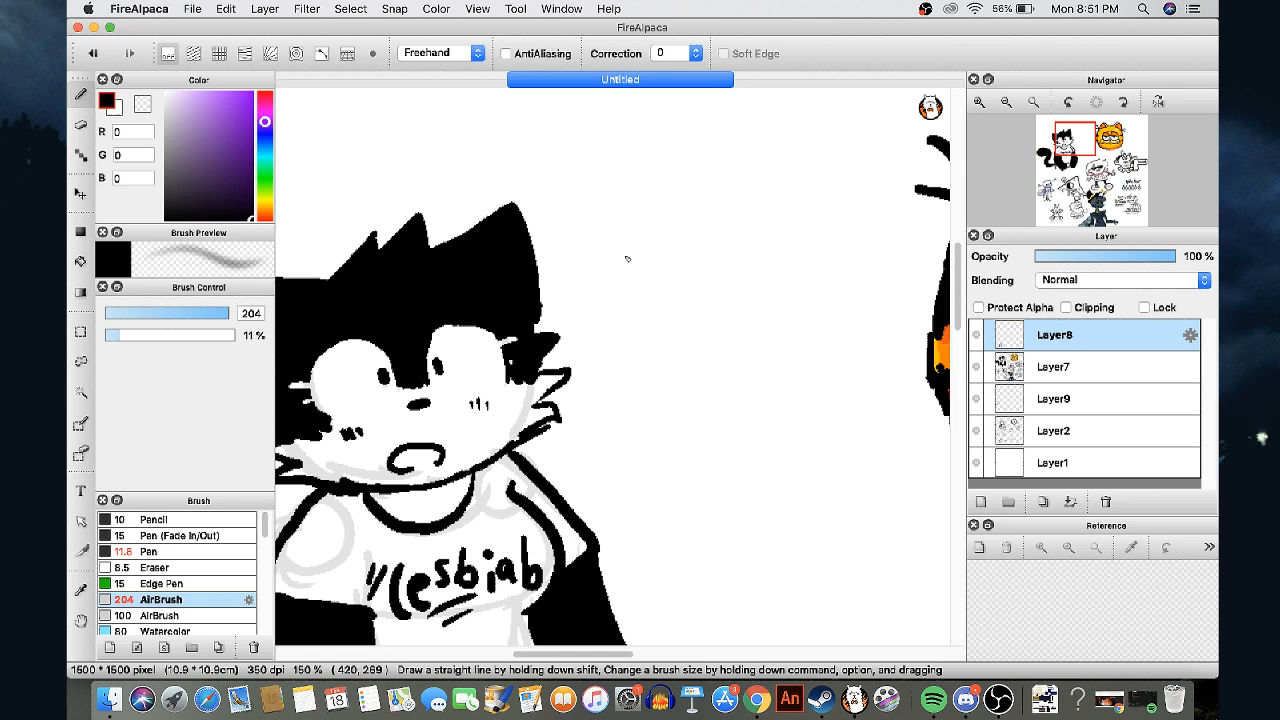 FireAlpaca File Edit Layer Filter Select Snap Color View Tool Window Help 56% Mon 8:51 PM
FireAlpaca
OFF Freehand AntiAliasing Correction 0 Soft Edge
Color Untitled Navigator
R 0
G 0
B 0
Brush Preview
Layer
Opacity 100 %
Blending Normal
Brush Control
Protect Alpha Clipping Lock
204
11 %
Layer8
Layer7
Layer9
Layer2
Layer1
Brush
Reference
10 Pencil
15 Pen (Fade In/Out)
11.8 Pen
8.5 Eraser
15 Edge Pen
204 AirBrush
100 AirBrush
80 Watercolor
lesbiab
1500 * 1500 pixel (10.9 * 10.9cm) 350 dpi 150 % ( 420, 269 ) Draw a straight line by holding down shift, Change a brush size by holding down command, option, and dragging
18 3 An